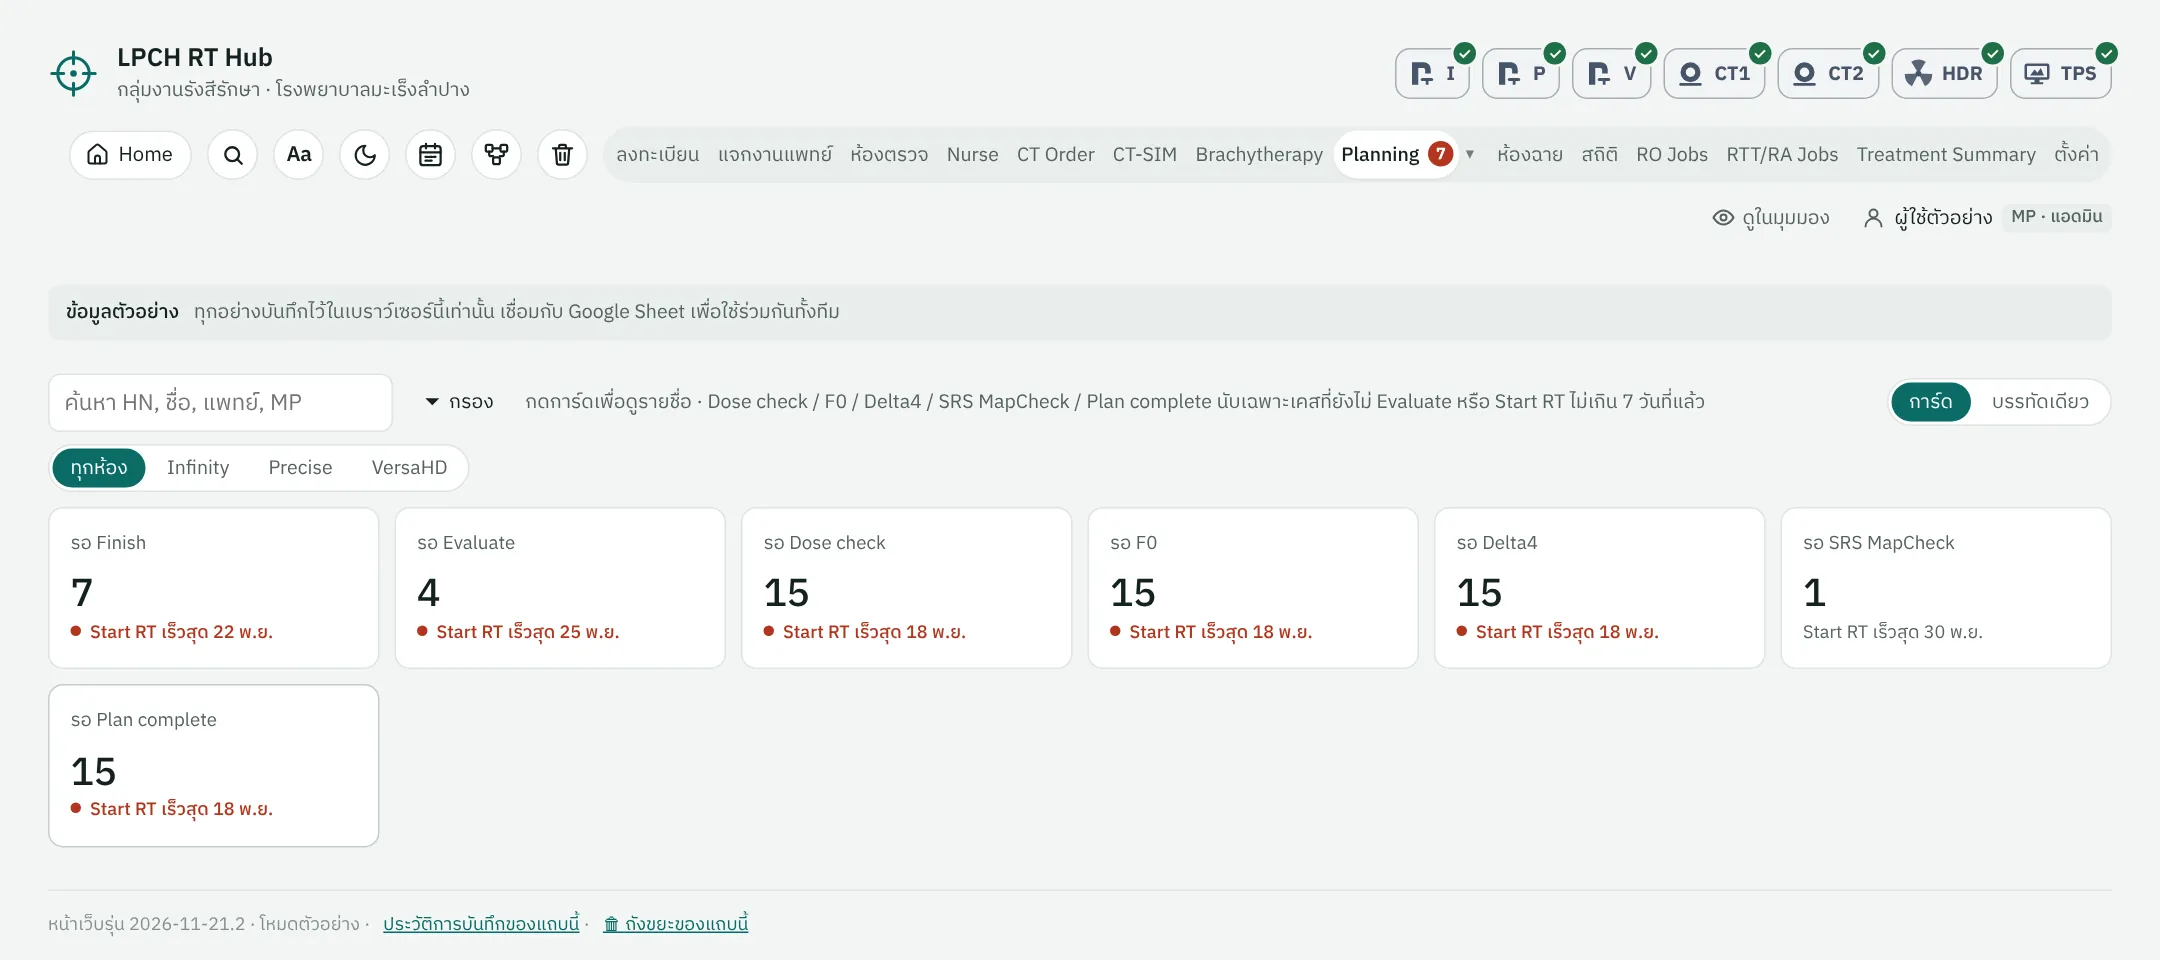 LPCH RT Hub
กลุ่มงานรังสีรักษา · โรงพยาบาลมะเร็งลำปาง
I P V CT1 CT2 HDR TPS
Home Aa ลงทะเบียน แจกงานแพทย์ ห้องตรวจ Nurse CT Order CT-SIM Brachytherapy Planning 7 ▾ ห้องฉาย สถิติ RO Jobs RTT/RA Jobs Treatment Summary ตั้งค่า
ดูในมุมมอง ผู้ใช้ตัวอย่าง MP · แอดมิน
ข้อมูลตัวอย่าง ทุกอย่างบันทึกไว้ในเบราว์เซอร์นี้เท่านั้น เชื่อมกับ Google Sheet เพื่อใช้ร่วมกันทั้งทีม
ค้นหา HN, ชื่อ, แพทย์, MP กรอง กดการ์ดเพื่อดูรายชื่อ · Dose check / F0 / Delta4 / SRS MapCheck / Plan complete นับเฉพาะเคสที่ยังไม่ Evaluate หรือ Start RT ไม่เกิน 7 วันที่แล้ว การ์ด บรรทัดเดียว
ทุกห้อง Infinity Precise VersaHD
รอ Finish
7
Start RT เร็วสุด 22 พ.ย.
รอ Evaluate
4
Start RT เร็วสุด 25 พ.ย.
รอ Dose check
15
Start RT เร็วสุด 18 พ.ย.
รอ F0
15
Start RT เร็วสุด 18 พ.ย.
รอ Delta4
15
Start RT เร็วสุด 18 พ.ย.
รอ SRS MapCheck
1
Start RT เร็วสุด 30 พ.ย.
รอ Plan complete
15
Start RT เร็วสุด 18 พ.ย.
หน้าเว็บรุ่น 2026-11-21.2 · โหมดตัวอย่าง · ประวัติการบันทึกของแถบนี้ · ถังขยะของแถบนี้